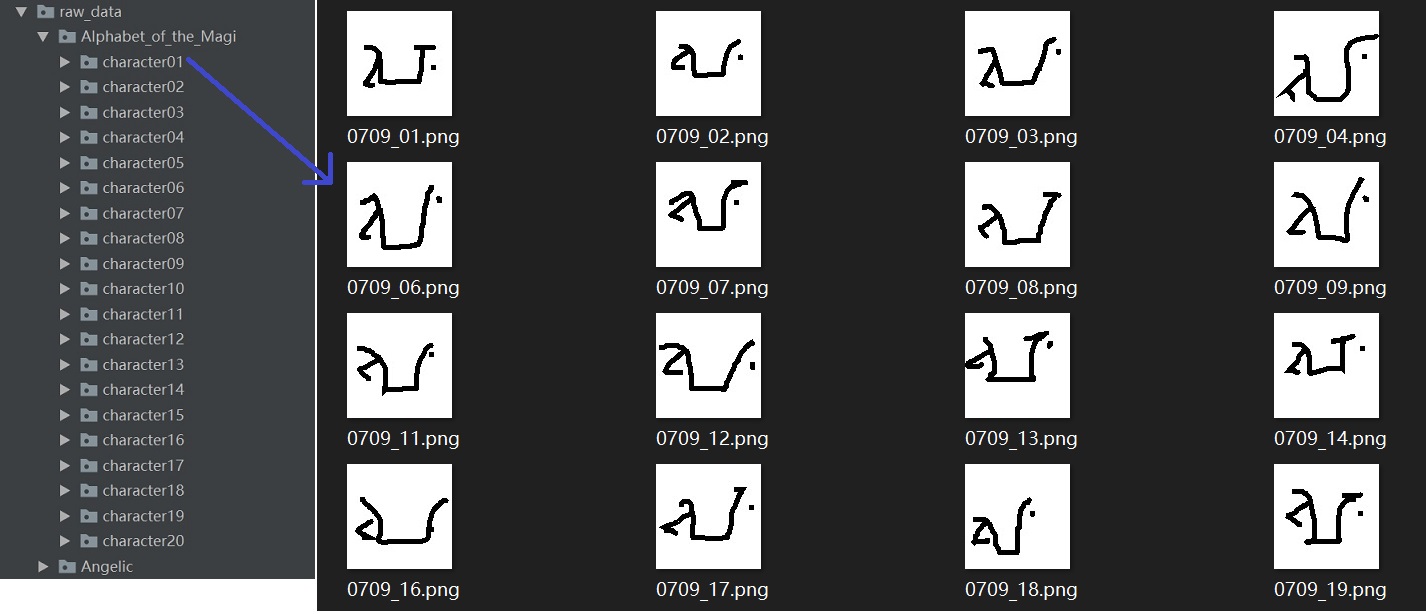 raw_data
Alphabet_of_the_Magi
character01
character02
character03
character04
character05
character06
character07
character08
character09
character10
character11
character12
character13
character14
character15
character16
character17
character18
character19
character20
Angelic
0709_01.png 0709_02.png 0709_03.png 0709_04.png
0709_06.png 0709_07.png 0709_08.png 0709_09.png
0709_11.png 0709_12.png 0709_13.png 0709_14.png
0709_16.png 0709_17.png 0709_18.png 0709_19.png